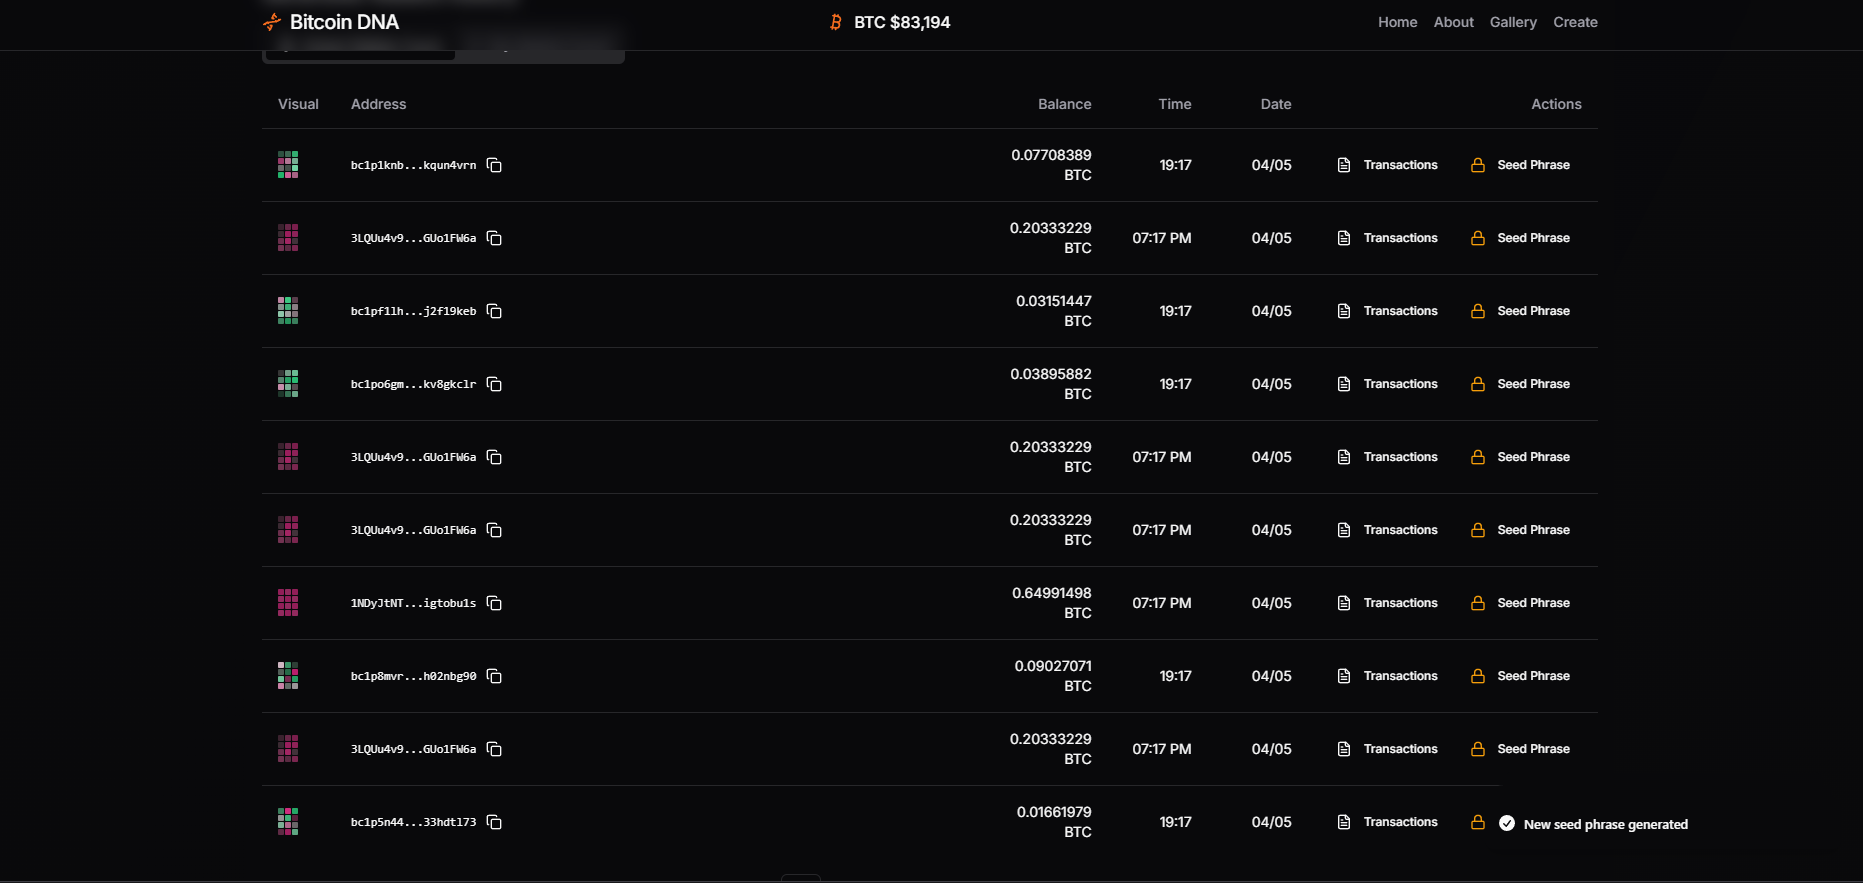 Bitcoin DNA
BTC $83,194
Home About Gallery Create
Visual Address Balance Time Date Actions
bc1p1knb...kqun4vrn 0.07708389 BTC 19:17 04/05 Transactions Seed Phrase
3LQUu4v9...GUo1FW6a 0.20333229 BTC 07:17 PM 04/05 Transactions Seed Phrase
bc1pf1lh...j2f19keb 0.03151447 BTC 19:17 04/05 Transactions Seed Phrase
bc1po6gm...kv8gkclr 0.03895882 BTC 19:17 04/05 Transactions Seed Phrase
3LQUu4v9...GUo1FW6a 0.20333229 BTC 07:17 PM 04/05 Transactions Seed Phrase
3LQUu4v9...GUo1FW6a 0.20333229 BTC 07:17 PM 04/05 Transactions Seed Phrase
1NDyJtNT...igtobu1s 0.64991498 BTC 07:17 PM 04/05 Transactions Seed Phrase
bc1p8mvr...h02nbg90 0.09027071 BTC 19:17 04/05 Transactions Seed Phrase
3LQUu4v9...GUo1FW6a 0.20333229 BTC 07:17 PM 04/05 Transactions Seed Phrase
bc1p5n44...33hdtl73 0.01661979 BTC 19:17 04/05 Transactions
New seed phrase generated